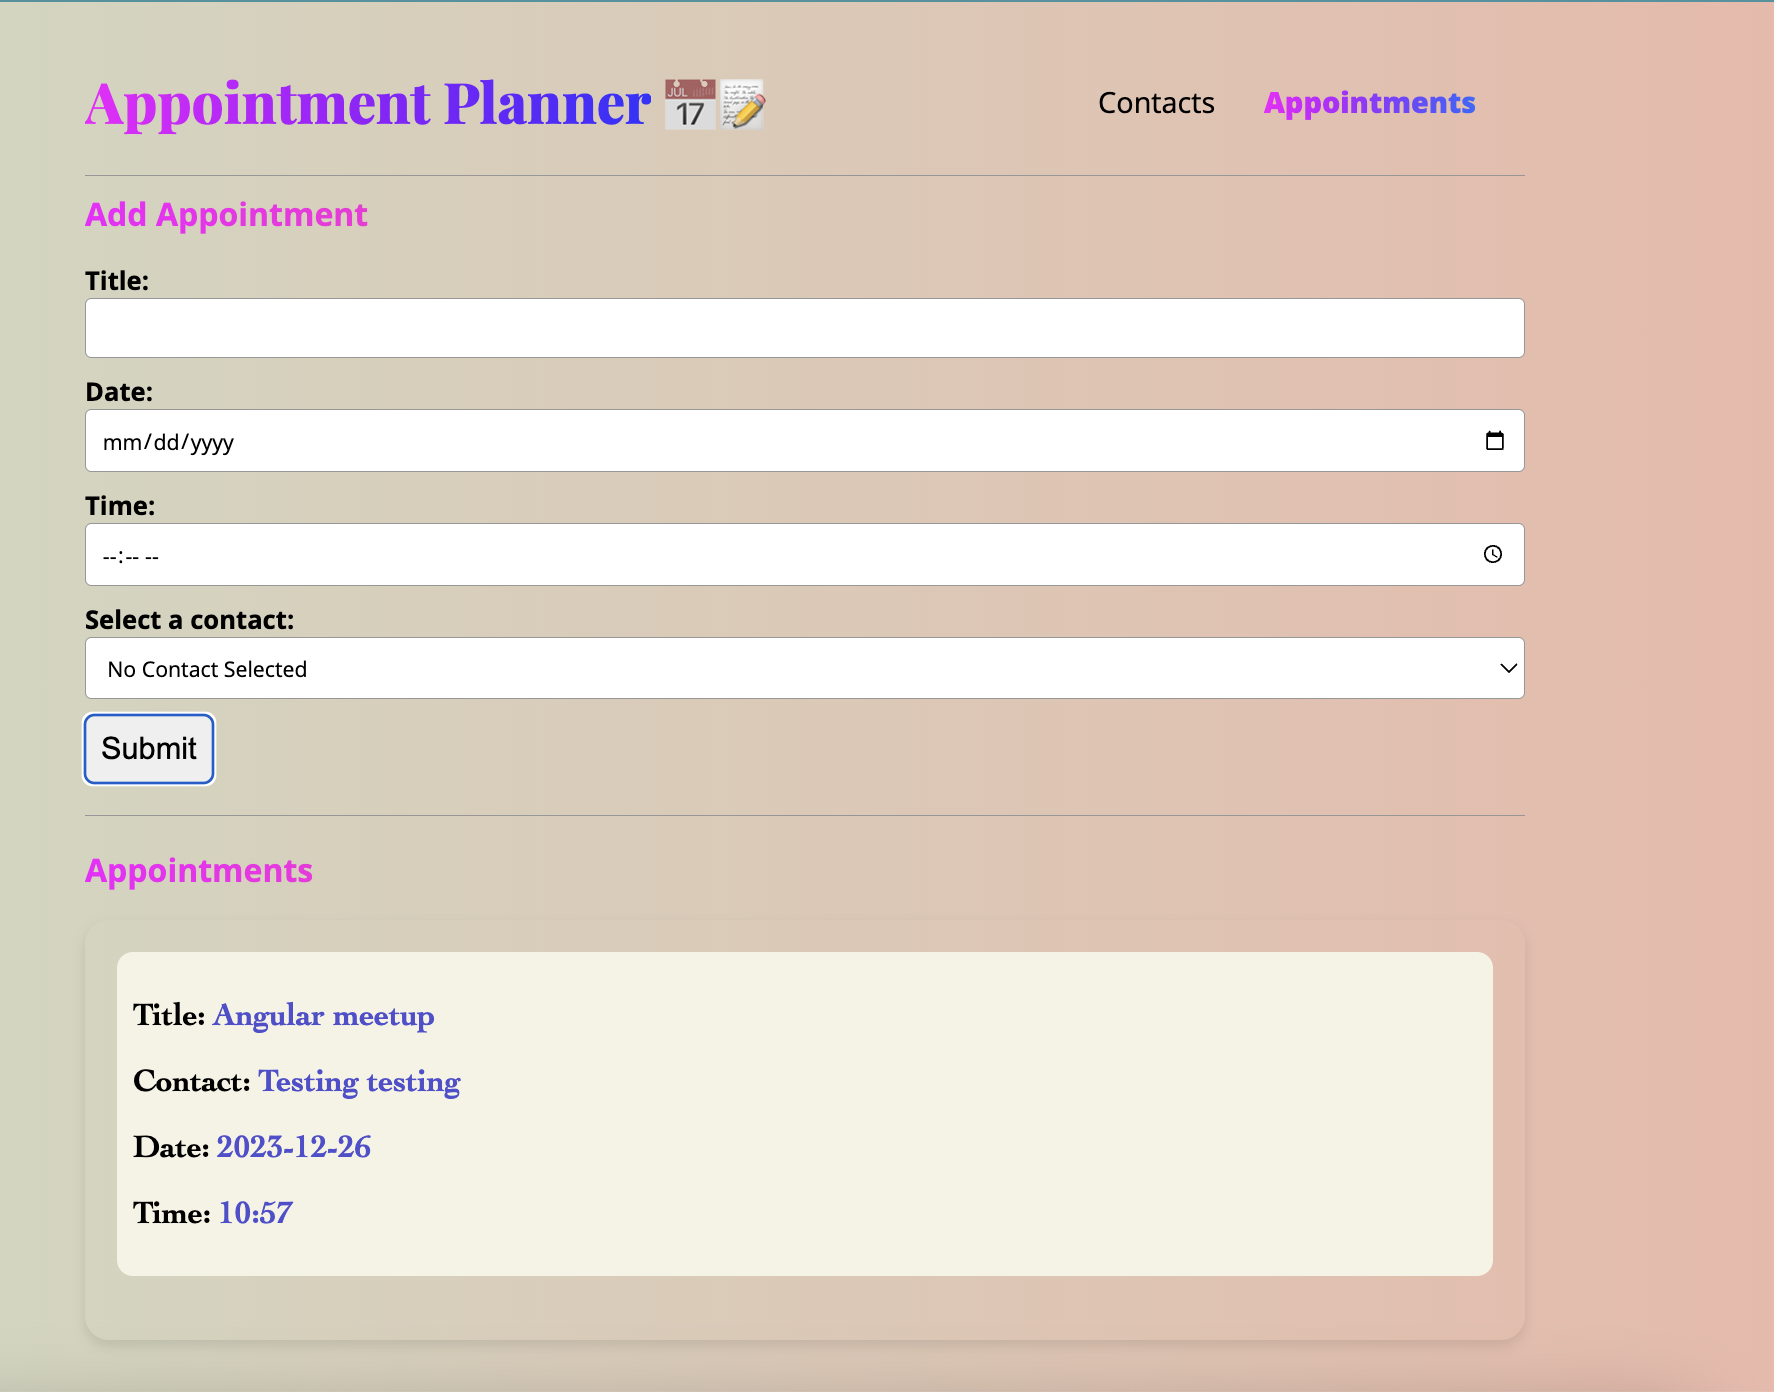 Appointment Planner 📅📝 Contacts Appointments
Add Appointment
Title:
Date:
mm/dd/yyyy
Time:
--:-- --
Select a contact:
No Contact Selected
Submit
Appointments
Title: Angular meetup
Contact: Testing testing
Date: 2023-12-26
Time: 10:57